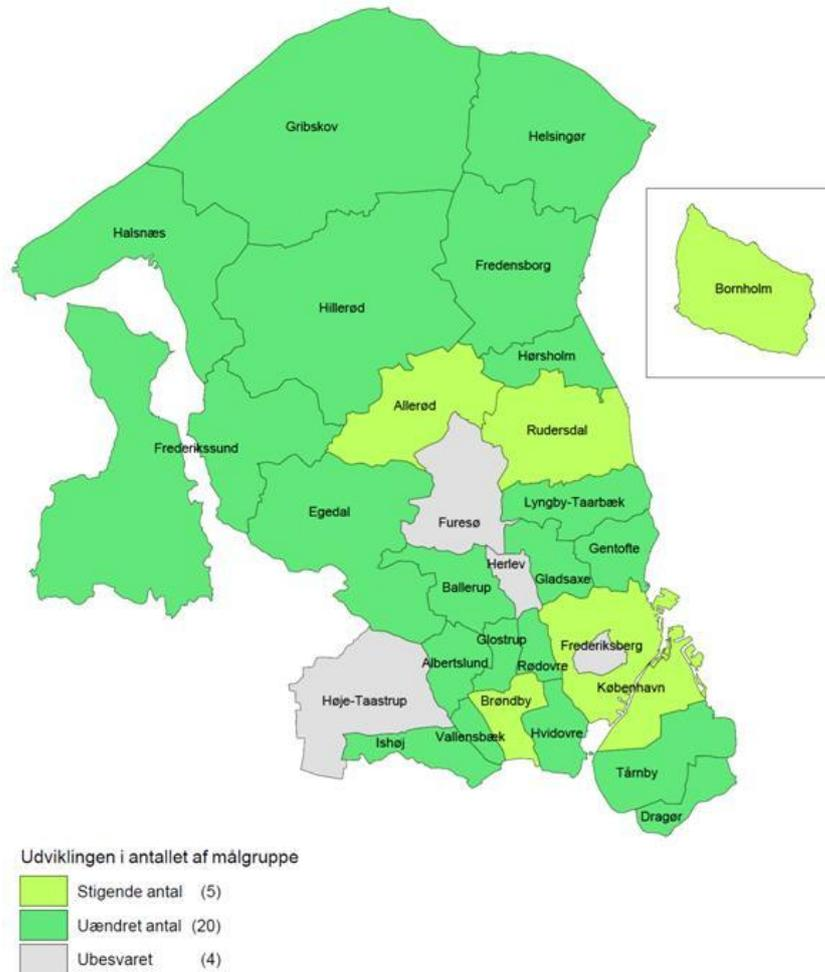 Gribskov
Helsingør
Halsnæs
Fredensborg
Bornholm
Hillerød
Hørsholm
Allerød
Rudersdal
Frederikssund
Lyngby-Taarbæk
Egedal
Furesø
Gentofte
Herlev
Gladsaxe
Ballerup
Glostrup
Frederiksberg
Albertslund
Rødovre
København
Høje-Taastrup
Brøndby
Hvidovre
Vallensbæk
Ishøj
Tårnby
Dragør
Udviklingen i antallet af målgruppe
Stigende antal (5)
Uændret antal (20)
Ubesvaret (4)